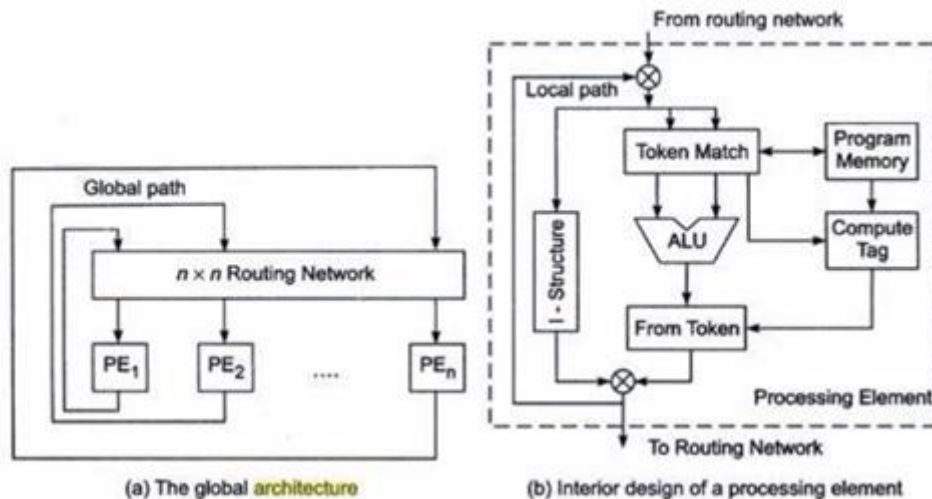 From routing network
Local path
Token Match
Program
Memory
Global path
ALU
Compute
Tag
n × n Routing Network
I - Structure
From Token
PE1
PE2
....
PEn
Processing Element
To Routing Network
(a) The global architecture
(b) Interior design of a processing element